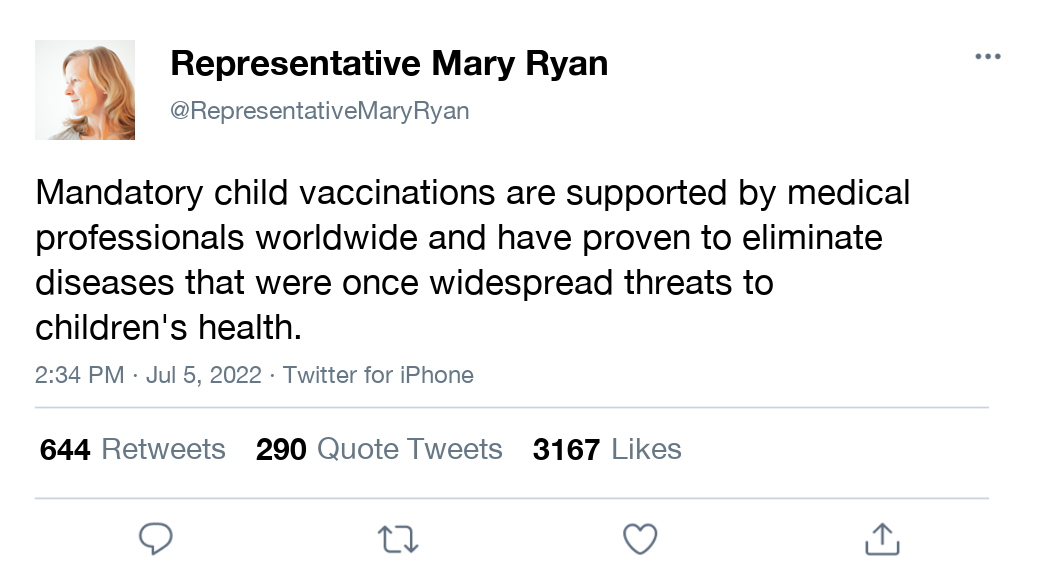 Representative Mary Ryan
@RepresentativeMaryRyan
Mandatory child vaccinations are supported by medical
professionals worldwide and have proven to eliminate
diseases that were once widespread threats to
children's health.
2:34 PM · Jul 5, 2022 · Twitter for iPhone
644 Retweets 290 Quote Tweets 3167 Likes